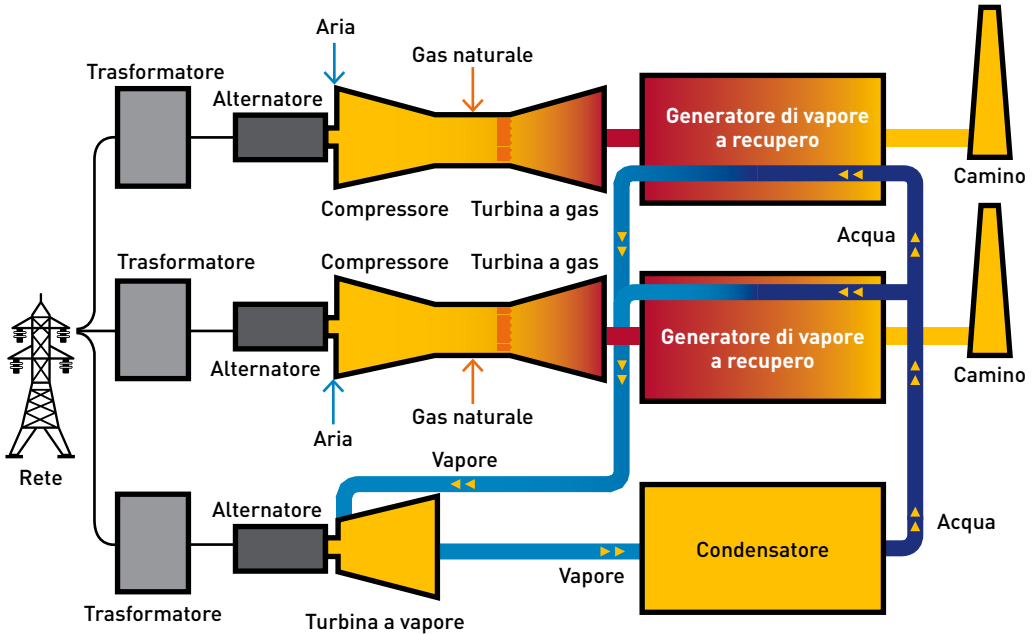 Aria
Gas naturale
Trasformatore
Alternatore
Generatore di vapore
a recupero
Camino
Compressore
Turbina a gas
Acqua
Trasformatore
Compressore
Turbina a gas
Generatore di vapore
a recupero
Alternatore
Camino
Gas naturale
Aria
Rete
Vapore
Alternatore
Acqua
Condensatore
Vapore
Trasformatore
Turbina a vapore